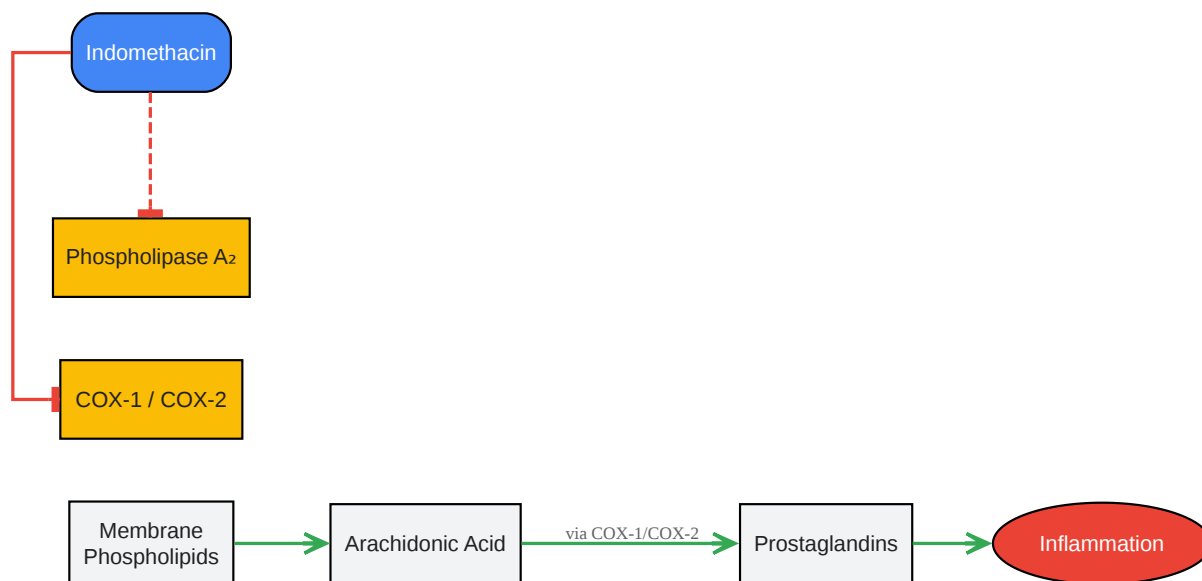 Indomethacin
Phospholipase A₂
COX-1 / COX-2
Membrane
Phospholipids
Arachidonic Acid
via COX-1/COX-2
Prostaglandins
Inflammation